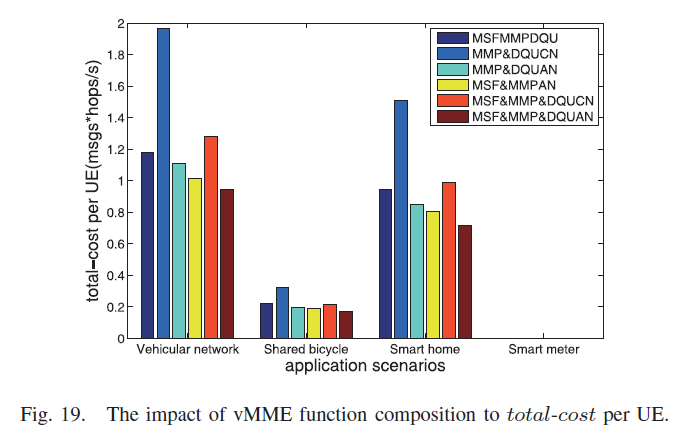 total-cost per UE(msgs*hops/s)
2
1.8
1.6
1.4
1.2
1
0.8
0.6
0.4
0.2
0
MSFMMPDQU
MMP&DQUCN
MMP&DQUAN
MSF&MMPAN
MSF&MMP&DQUCN
MSF&MMP&DQUAN
Vehicular network Shared bicycle Smart home Smart meter
application scenarios
Fig. 19. The impact of vMME function composition to total-cost per UE.